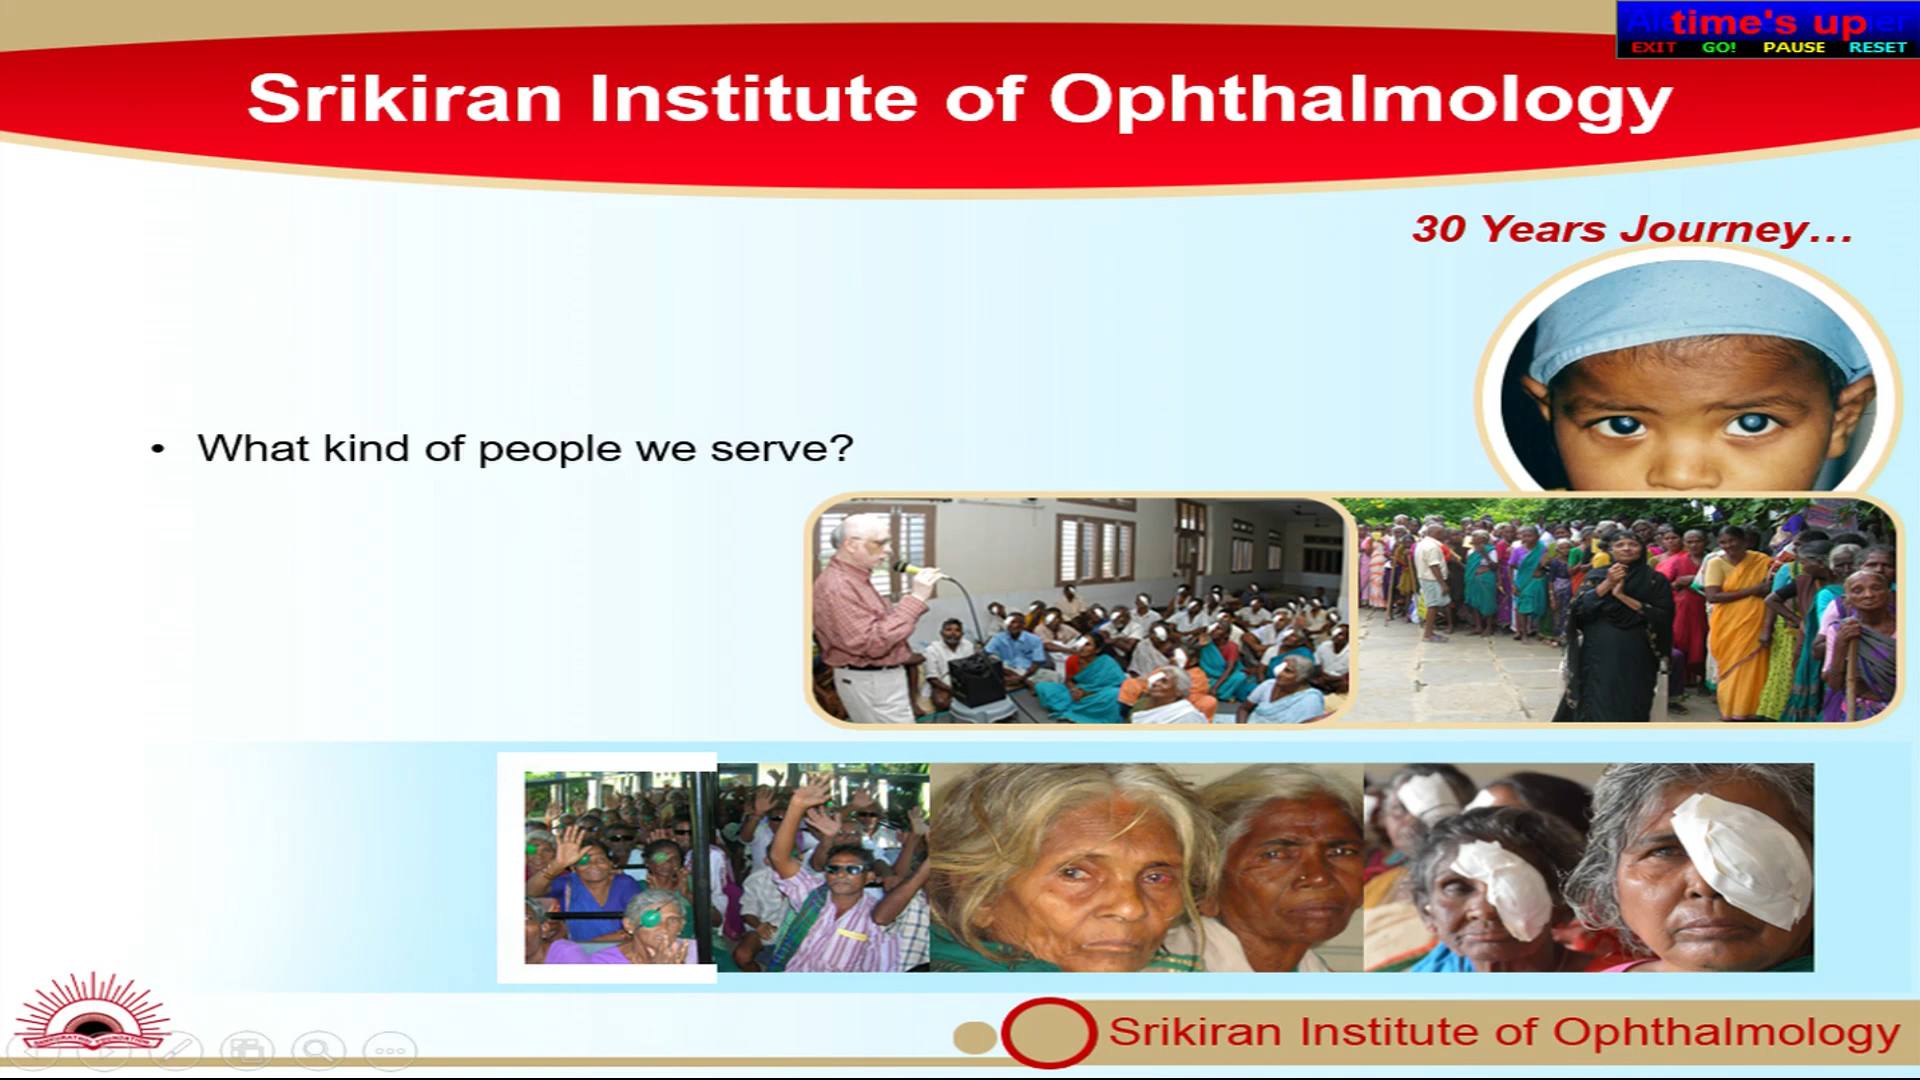 time's up
EXIT GO! PAUSE RESET
Srikiran Institute of Ophthalmology
30 Years Journey...
• What kind of people we serve?
Srikiran Institute of Ophthalmology